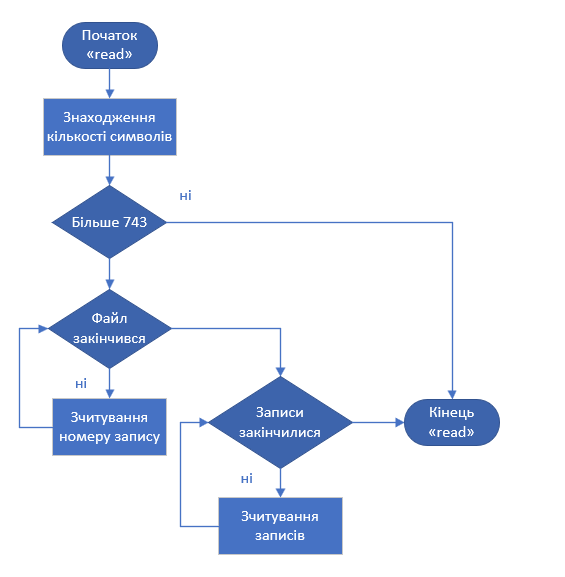 Початок
«read»
Знаходження
кількості символів
ні
Більше 743
Файл
закінчився
ні
Зчитування
номеру запису
Записи
закінчилися
Кінець
«read»
ні
Зчитування
записів